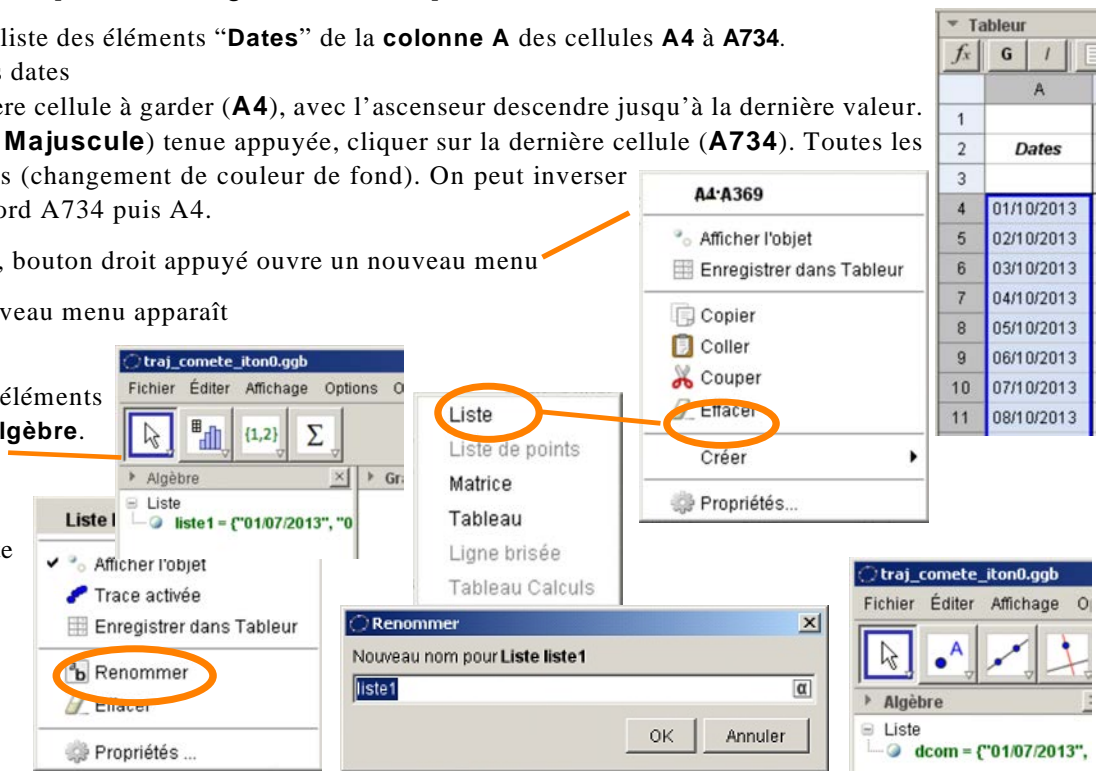 liste des éléments “Dates” de la colonne A des cellules A4 à A734.
s dates
ère cellule à garder (A4), avec l’ascenseur descendre jusqu’à la dernière valeur.
Majuscule) tenue appuyée, cliquer sur la dernière cellule (A734). Toutes les
s (changement de couleur de fond). On peut inverser
ord A734 puis A4.
, bouton droit appuyé ouvre un nouveau menu
veau menu apparaît
éléments
lgèbre.
Tableur
fx G I
A
1
2 Dates
3
4 01/10/2013
5 02/10/2013
6 03/10/2013
7 04/10/2013
8 05/10/2013
9 06/10/2013
10 07/10/2013
11 08/10/2013
A4:A369
Afficher l'objet
Enregistrer dans Tableur
Copier
Coller
Couper
Effacer
Créer
Propriétés...
traj_comete_iton0.ggb
Fichier Éditer Affichage Options O
{1,2} Σ
Algèbre
Liste
liste1 = {"01/07/2013", "0
Liste
Liste de points
Matrice
Tableau
Ligne brisée
Tableau Calculs
Liste l
Afficher l'objet
Trace activée
Enregistrer dans Tableur
Renommer
Effacer
Propriétés ...
Renommer
Nouveau nom pour Liste liste1
liste1 α
OK Annuler
traj_comete_iton0.ggb
Fichier Éditer Affichage O
A
Algèbre
Liste
dcom = {"01/07/2013",